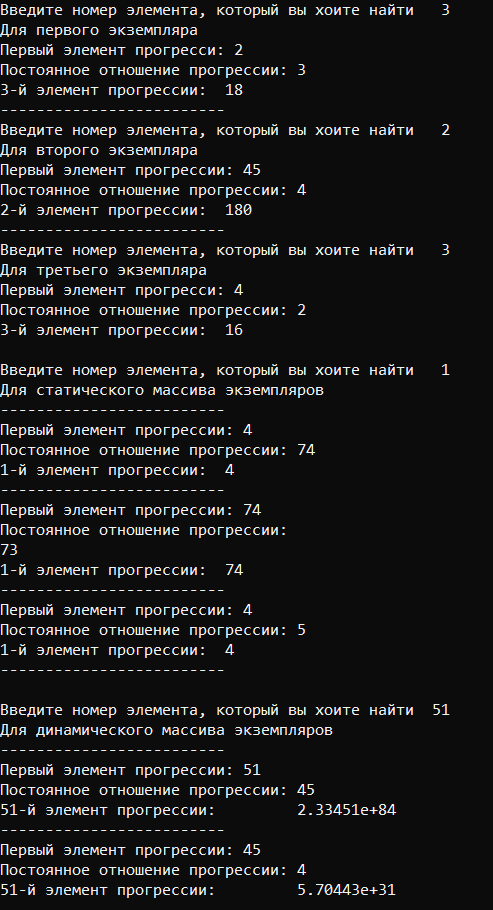 Введите номер элемента, который вы хоите найти   3
Для первого экземпляра
Первый элемент прогресси: 2
Постоянное отношение прогрессии: 3
3-й элемент прогрессии:  18
-------------------------
Введите номер элемента, который вы хоите найти   2
Для второго экземпляра
Первый элемент прогрессии: 45
Постоянное отношение прогрессии: 4
2-й элемент прогрессии:  180
-------------------------
Введите номер элемента, который вы хоите найти   3
Для третьего экземпляра
Первый элемент прогресси: 4
Постоянное отношение прогрессии: 2
3-й элемент прогрессии:  16

Введите номер элемента, который вы хоите найти   1
Для статического массива экземпляров
-------------------------
Первый элемент прогрессии: 4
Постоянное отношение прогрессии: 74
1-й элемент прогрессии:  4
-------------------------
Первый элемент прогрессии: 74
Постоянное отношение прогрессии:
73
1-й элемент прогрессии:  74
-------------------------
Первый элемент прогрессии: 4
Постоянное отношение прогрессии: 5
1-й элемент прогрессии:  4
-------------------------

Введите номер элемента, который вы хоите найти  51
Для динамического массива экземпляров
-------------------------
Первый элемент прогрессии: 51
Постоянное отношение прогрессии: 45
51-й элемент прогрессии:         2.33451e+84
-------------------------
Первый элемент прогрессии: 45
Постоянное отношение прогрессии: 4
51-й элемент прогрессии:         5.70443e+31